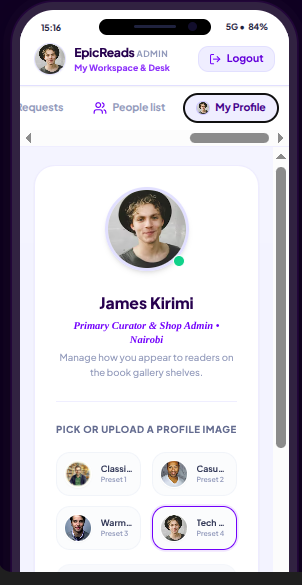 15:16
5G 84%
EpicReads ADMIN
My Workspace & Desk
Logout
Requests
People list
My Profile
James Kirimi
Primary Curator & Shop Admin •
Nairobi
Manage how you appear to readers on
the book gallery shelves.
PICK OR UPLOAD A PROFILE IMAGE
Classi...
Preset 1
Casu...
Preset 2
Warm...
Preset 3
Tech ...
Preset 4